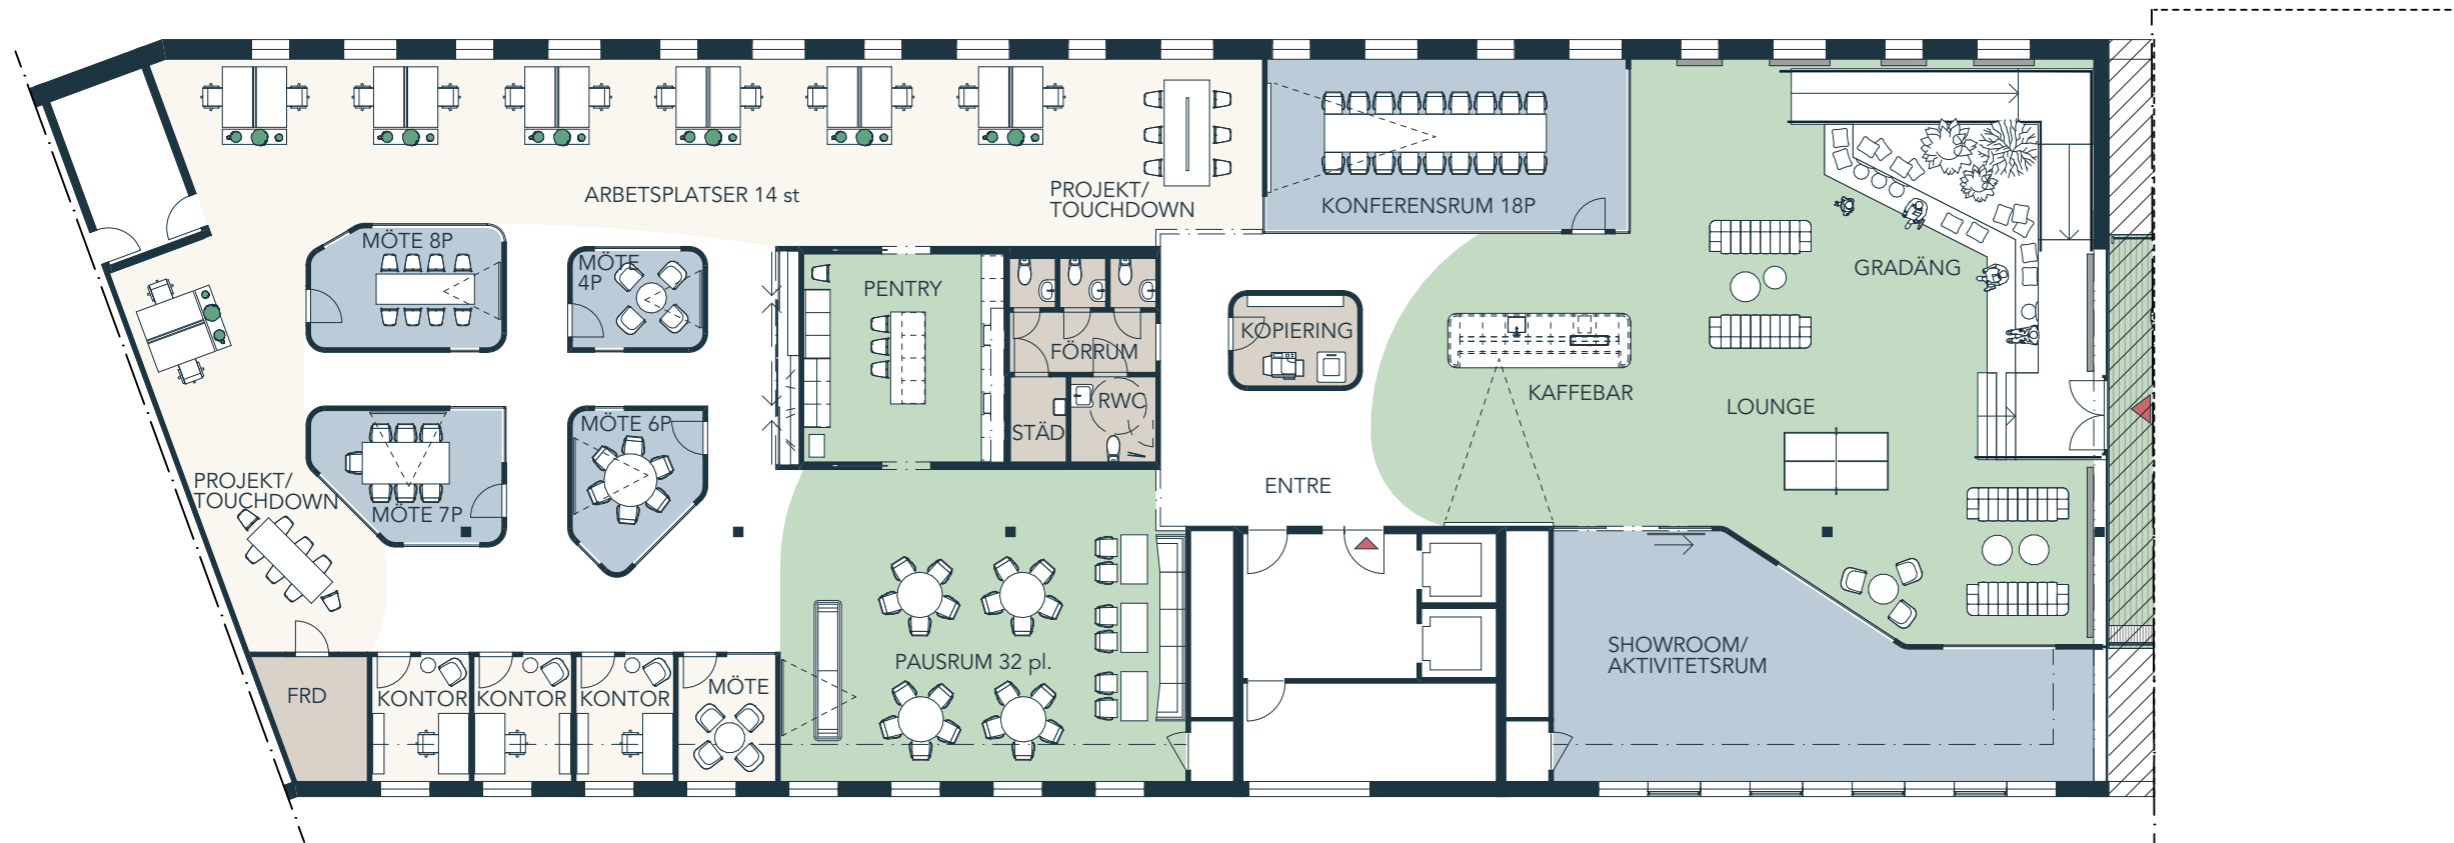 ARBETSPLATSER 14 st
PROJEKT/
TOUCHDOWN
KONFERENSRUM 18P
MÖTE 8P
MÖTE
4P
PENTRY
GRADÄNG
KOPIERING
FÖRRUM
KAFFEBAR
LOUNGE
RWC
MÖTE 6P
STÄD
PROJEKT/
TOUCHDOWN
MÖTE 7P
ENTRE
SHOWROOM/
AKTIVITETSRUM
PAUSRUM 32 pl.
FRD
KONTOR
KONTOR
KONTOR
MÖTE